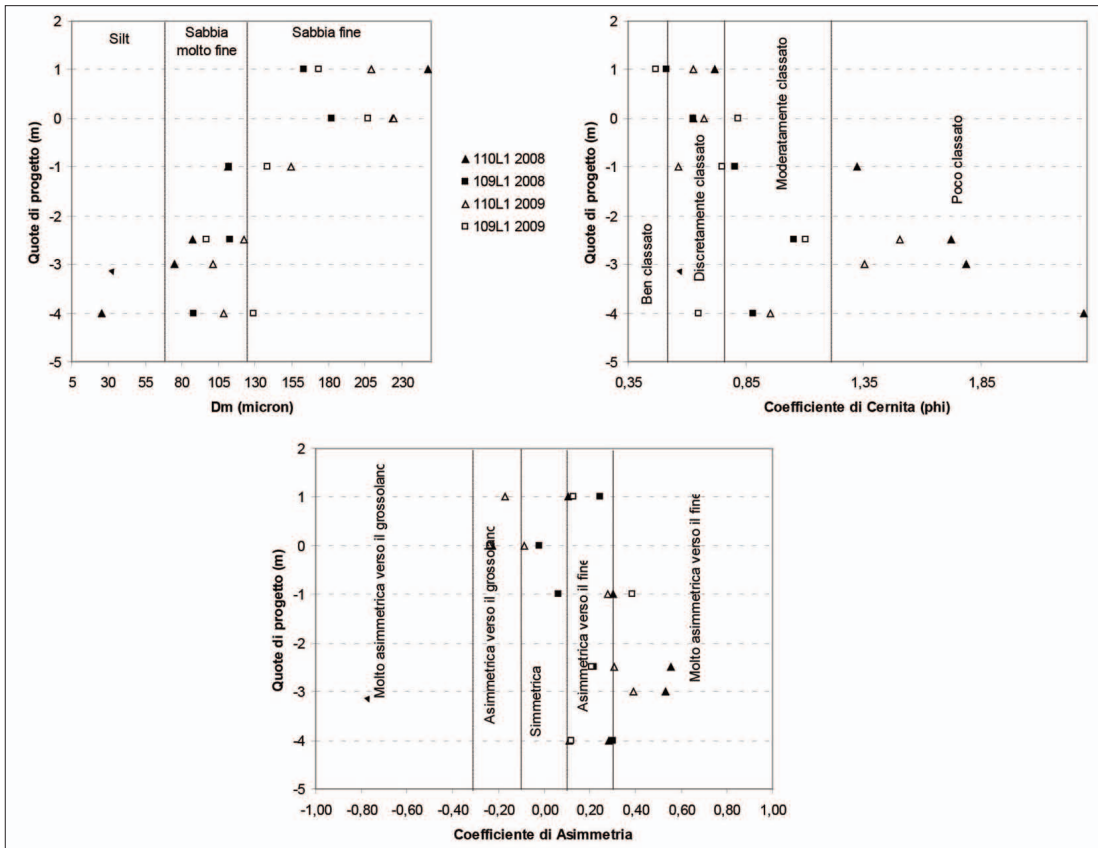 Silt
Sabbia
molto fine
Sabbia fine
Quote di progetto (m)
2
1
0
-1
-2
-3
-4
-5
5 30 55 80 105 130 155 180 205 230
Dm (micron)
110L1 2008
109L1 2008
110L1 2009
109L1 2009
Quote di progetto (m)
2
1
0
-1
-2
-3
-4
-5
Ben classato
Discretamente classato
Moderatamente classato
Poco classato
0,35 0,85 1,35 1,85
Coefficiente di Cernita (phi)
Quote di progetto (m)
2
1
0
-1
-2
-3
-4
-5
Molto asimmetrica verso il grossolano
Asimmetrica verso il grossolano
Simmetrica
Asimmetrica verso il fine
Molto asimmetrica verso il fine
-1,00 -0,80 -0,60 -0,40 -0,20 0,00 0,20 0,40 0,60 0,80 1,00
Coefficiente di Asimmetria